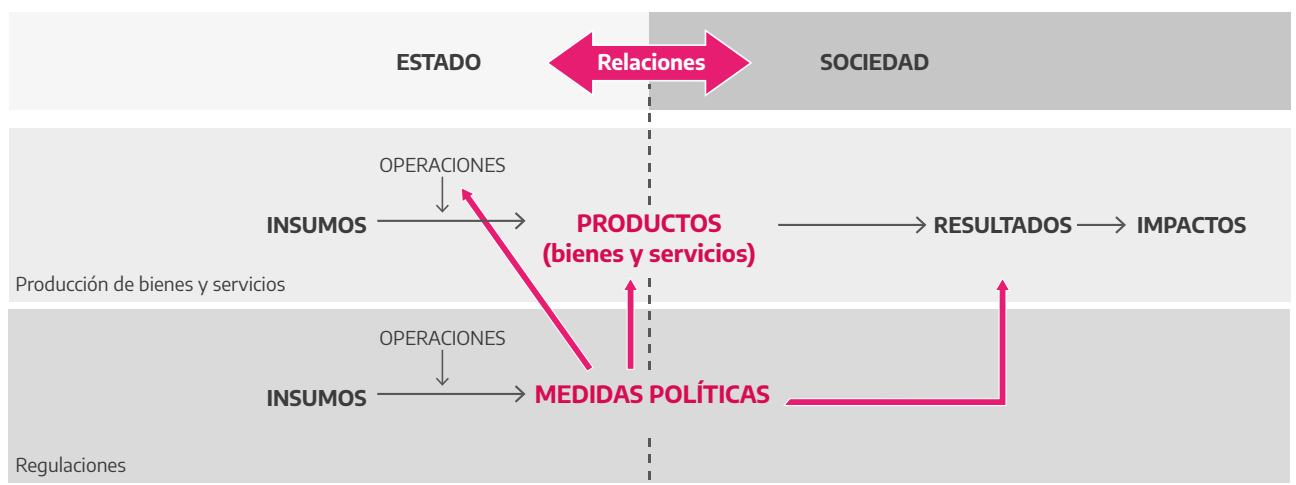 ESTADO
Relaciones
SOCIEDAD
OPERACIONES
INSUMOS
PRODUCTOS
(bienes y servicios)
RESULTADOS
IMPACTOS
Producción de bienes y servicios
OPERACIONES
INSUMOS
MEDIDAS POLÍTICAS
Regulaciones